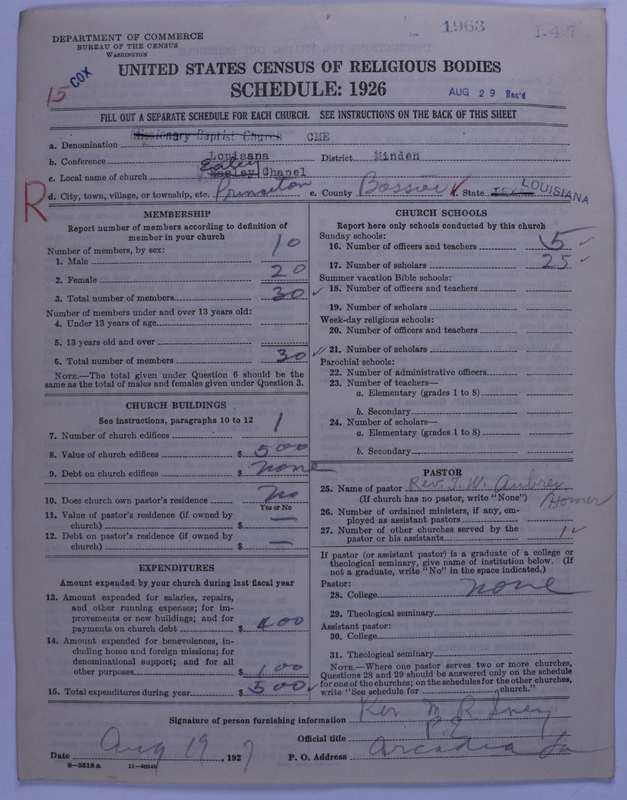 1963
147
DEPARTMENT OF COMMERCE
BUREAU OF THE CENSUS
WASHINGTON
15 COX
UNITED STATES CENSUS OF RELIGIOUS BODIES
SCHEDULE: 1926
AUG 29 Rec'd
FILL OUT A SEPARATE SCHEDULE FOR EACH CHURCH. SEE INSTRUCTIONS ON THE BACK OF THIS SHEET
a. Denomination Missionary Baptist Church CME
b. Conference Louisana District Minden
c. Local name of church Wesley Chapel
R
d. City, town, village, or township, etc. Princeton e. County Bossier f. State LOUISIANA
MEMBERSHIP
Report number of members according to definition of member in your church
Number of members, by sex:
1. Male 10
2. Female 20
3. Total number of members 30
Number of members under and over 13 years old:
4. Under 13 years of age
5. 13 years old and over
6. Total number of members 30
NOTE.—The total given under Question 6 should be
same as the total of males and females given under Question 3.
CHURCH BUILDINGS
See instructions, paragraphs 10 to 12
7. Number of church edifices 1
8. Value of church edifices $ 500
9. Debt on church edifices $ none
10. Does church own pastor's residence No
Yes or No
11. Value of pastor's residence (if owned by
church) $ —
12. Debt on pastor's residence (if owned by
church) $ —
EXPENDITURES
Amount expended by your church during last fiscal year
13. Amount expended for salaries, repairs,
and other running expenses; for im-
provements or new buildings; and for
payments on church debt $ 400
14. Amount expended for benevolences, in-
cluding home and foreign missions; for
denominational support; and for all
other purposes $ 100
15. Total expenditures during year $ 500
CHURCH SCHOOLS
Report here only schools conducted by this church
Sunday schools:
16. Number of officers and teachers 5
17. Number of scholars 25
Summer vacation Bible schools:
18. Number of officers and teachers
19. Number of scholars
Week-day religious schools:
20. Number of officers and teachers
21. Number of scholars
Parochial schools:
22. Number of administrative officers
23. Number of teachers—
a. Elementary (grades 1 to 8)
b. Secondary
24. Number of scholars—
a. Elementary (grades 1 to 8)
b. Secondary
PASTOR
25. Name of pastor Rev. T. W. Aubrey
(If church has no pastor, write "None") Homer
26. Number of ordained ministers, if any, em-
ployed as assistant pastors
27. Number of other churches served by the
pastor or his assistants 1
If pastor (or assistant pastor) is a graduate of a college or
theological seminary, give name of institution below. (If
not a graduate, write "No" in the space indicated.)
Pastor:
28. College none
29. Theological seminary
Assistant pastor:
30. College
31. Theological seminary
NOTE.—Where one pastor serves two or more churches,
Questions 28 and 29 should be answered only on the schedule
for one of the churches; on the schedules for the other churches,
write "See schedule for church."
Signature of person furnishing information Rev M R
Official title P. E.
Date Aug 19, 1927 P. O. Address Arcadia La